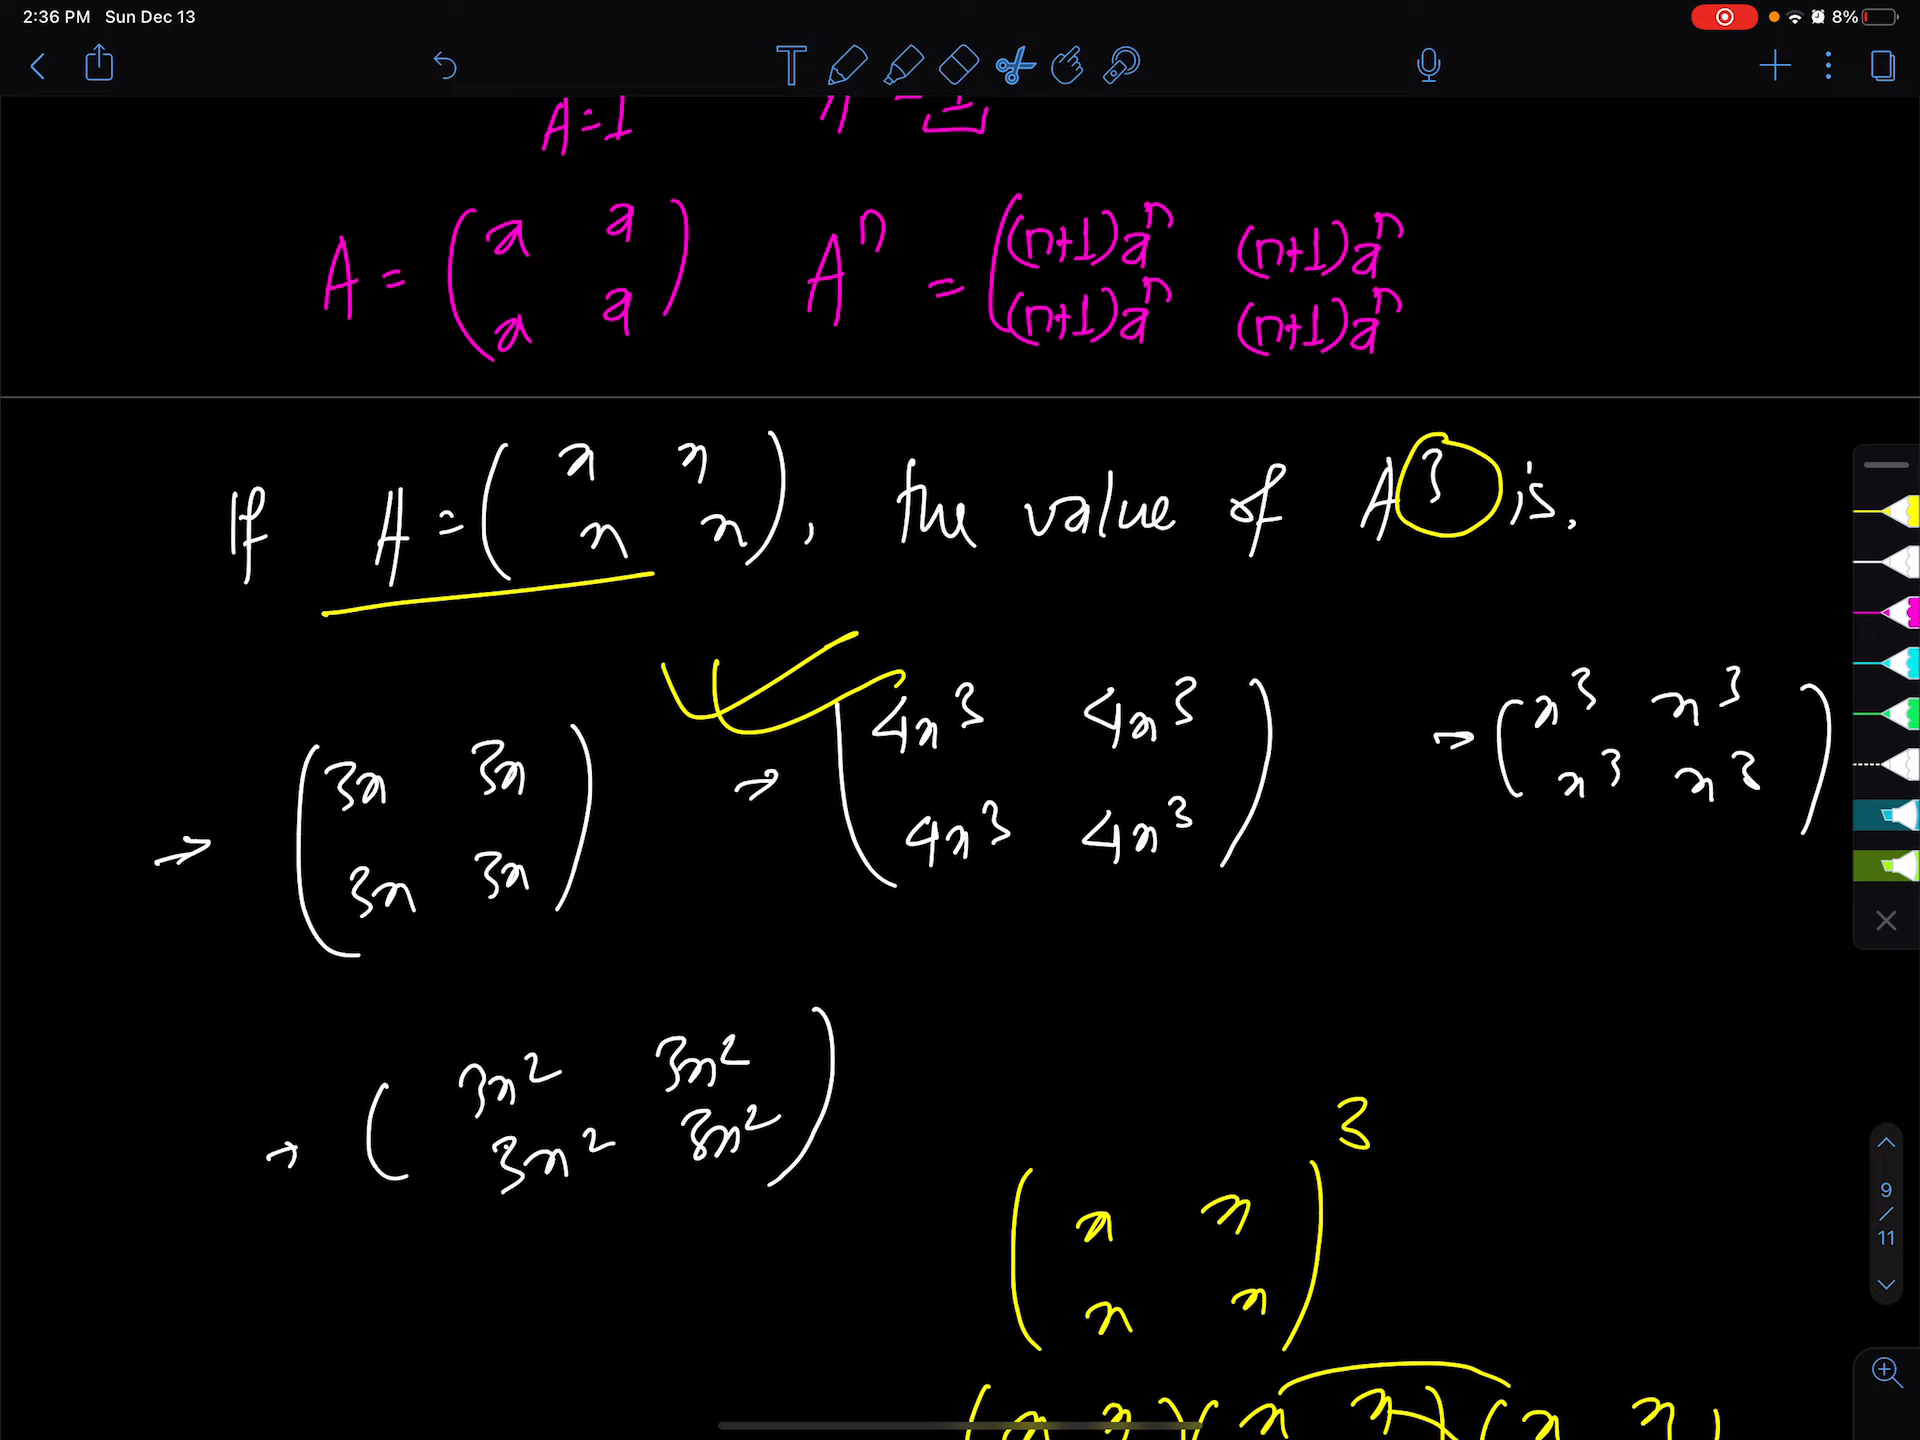 2:36 PM Sun Dec 13 8%
A=1
A = ( a a ) A^n = ( (n+1)a^n (n+1)a^n
a a (n+1)a^n (n+1)a^n
If A = ( x x ), the value of A^3 is.
x x
→ ( 3x 3x ) → ( 4x^3 4x^3 ) → ( x^3 x^3 )
3x 3x 4x^3 4x^3 x^3 x^3
→ ( 3x^2 3x^2 )
3x^2 3x^2
( x x )^3
x x
( x x ) ( x x ) ( x x )
9
/
11